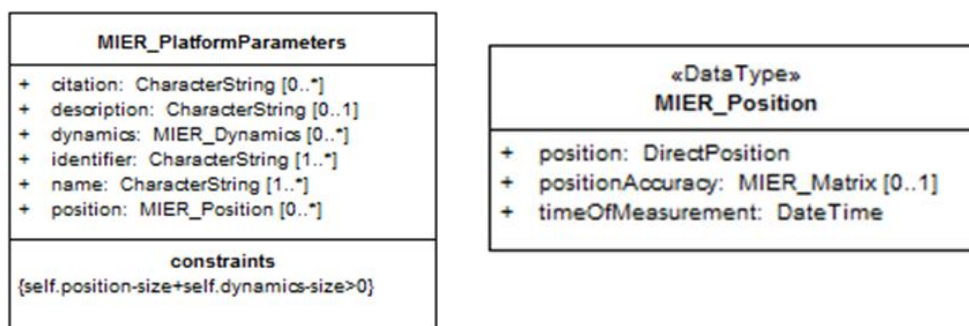 MIER_PlatformParameters
+ citation: CharacterString [0..*]
+ description: CharacterString [0..1]
+ dynamics: MIER_Dynamics [0..*]
+ identifier: CharacterString [1..*]
+ name: CharacterString [1..*]
+ position: MIER_Position [0..*]
constraints
{self.position-size+self.dynamics-size>0}
«DataType»
MIER_Position
+ position: DirectPosition
+ positionAccuracy: MIER_Matrix [0..1]
+ timeOfMeasurement: DateTime